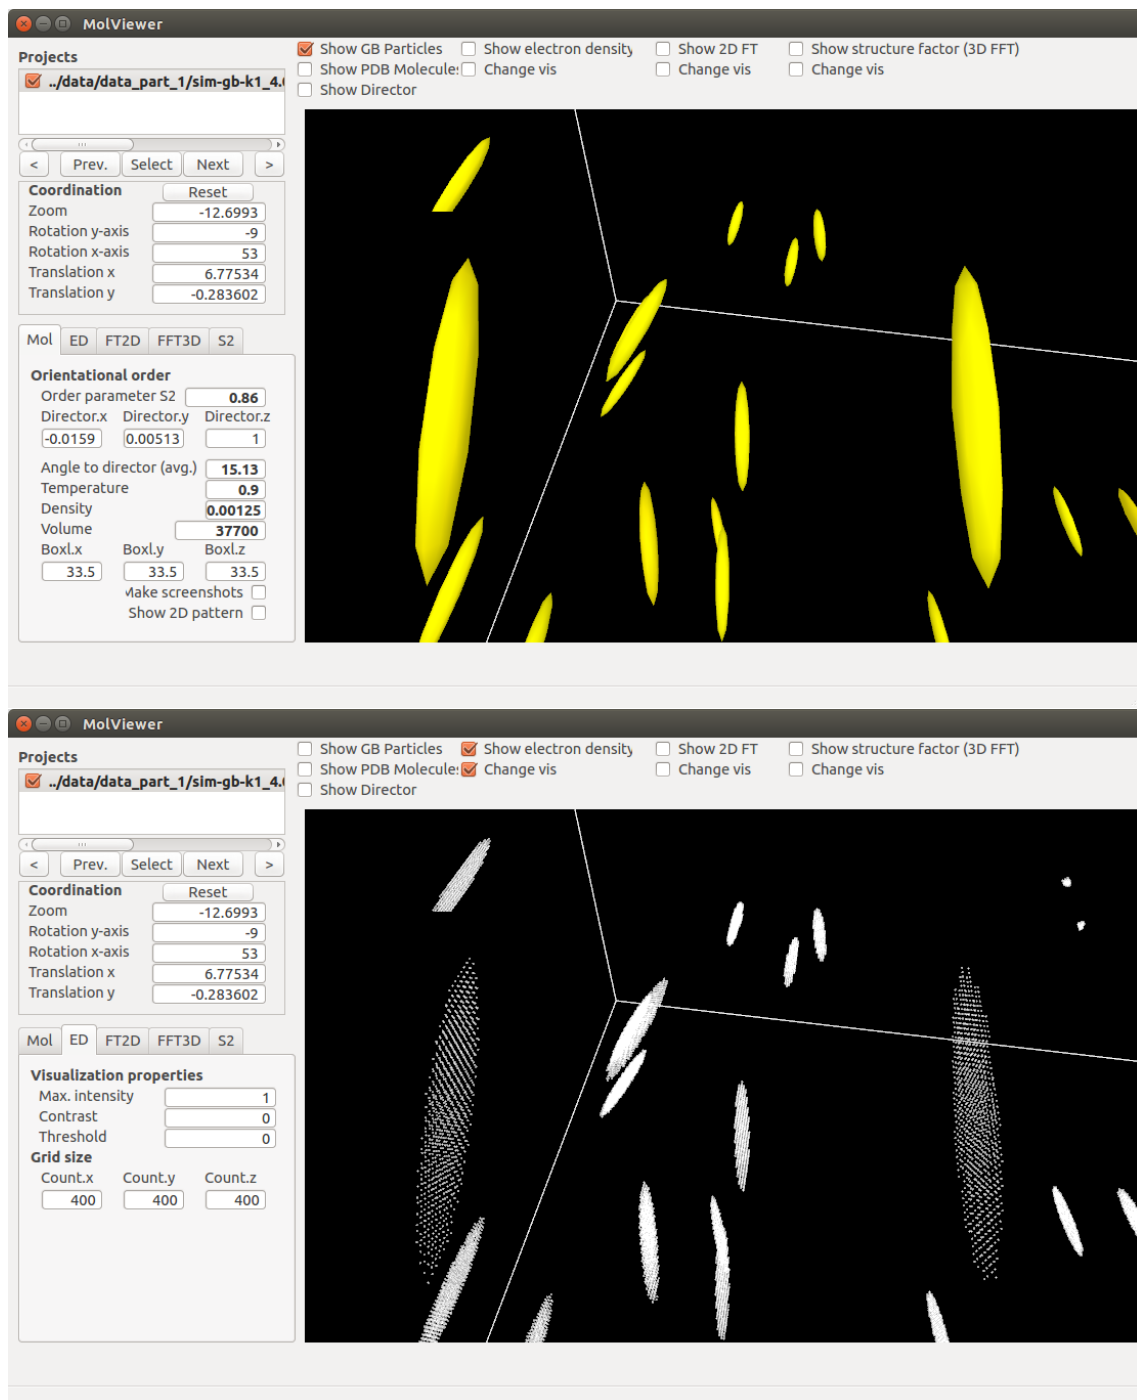 MolViewer
Projects
../data/data_part_1/sim-gb-k1_4.
Show GB Particles Show electron density Show 2D FT Show structure factor (3D FFT)
Show PDB Molecule: Change vis Change vis Change vis
Show Director
< Prev. Select Next >
Coordination Reset
Zoom -12.6993
Rotation y-axis -9
Rotation x-axis 53
Translation x 6.77534
Translation y -0.283602
Mol ED FT2D FFT3D S2
Orientational order
Order parameter S2 0.86
Director.x Director.y Director.z
-0.0159 0.00513 1
Angle to director (avg.) 15.13
Temperature 0.9
Density 0.00125
Volume 37700
Boxl.x Boxl.y Boxl.z
33.5 33.5 33.5
Make screenshots
Show 2D pattern
MolViewer
Projects
../data/data_part_1/sim-gb-k1_4.
Show GB Particles Show electron density Show 2D FT Show structure factor (3D FFT)
Show PDB Molecule: Change vis Change vis Change vis
Show Director
< Prev. Select Next >
Coordination Reset
Zoom -12.6993
Rotation y-axis -9
Rotation x-axis 53
Translation x 6.77534
Translation y -0.283602
Mol ED FT2D FFT3D S2
Visualization properties
Max. intensity 1
Contrast 0
Threshold 0
Grid size
Count.x Count.y Count.z
400 400 400